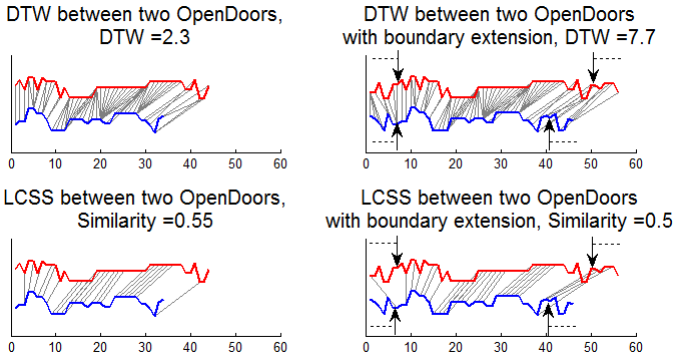 DTW between two OpenDoors,
DTW =2.3
0 10 20 30 40 50 60
DTW between two OpenDoors
with boundary extension, DTW =7.7
0 10 20 30 40 50 60
LCSS between two OpenDoors,
Similarity =0.55
0 10 20 30 40 50 60
LCSS between two OpenDoors
with boundary extension, Similarity =0.5
0 10 20 30 40 50 60